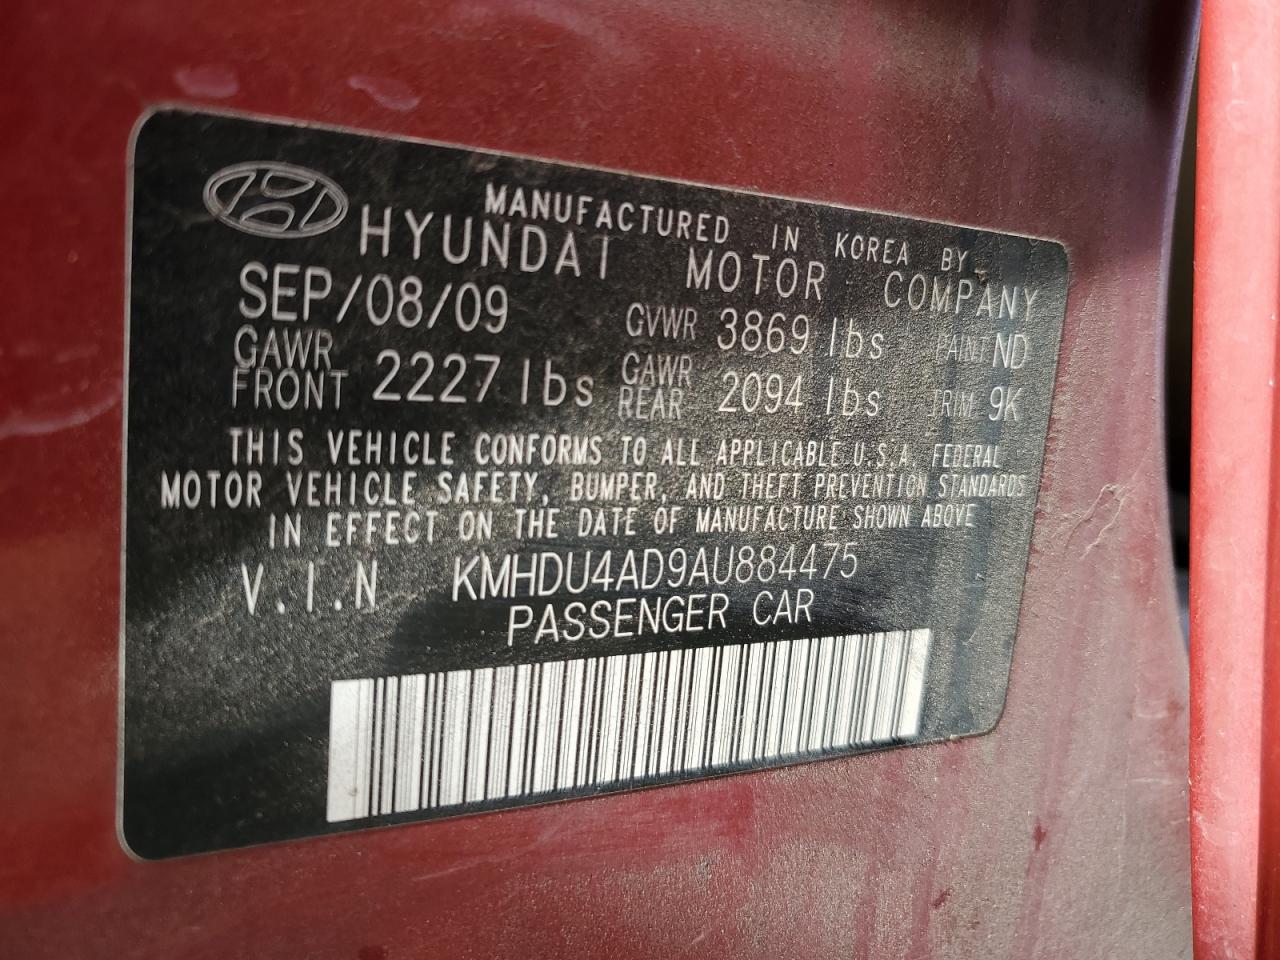 MANUFACTURED IN KOREA BY
HYUNDAI MOTOR COMPANY
SEP/08/09 GVWR 3869 lbs PAINT ND
GAWR FRONT 2227 lbs GAWR REAR 2094 lbs TRIM 9K
THIS VEHICLE CONFORMS TO ALL APPLICABLE U.S.A. FEDERAL
MOTOR VEHICLE SAFETY, BUMPER, AND THEFT PREVENTION STANDARDS
IN EFFECT ON THE DATE OF MANUFACTURE SHOWN ABOVE
V.I.N KMHDU4AD9AU884475
PASSENGER CAR